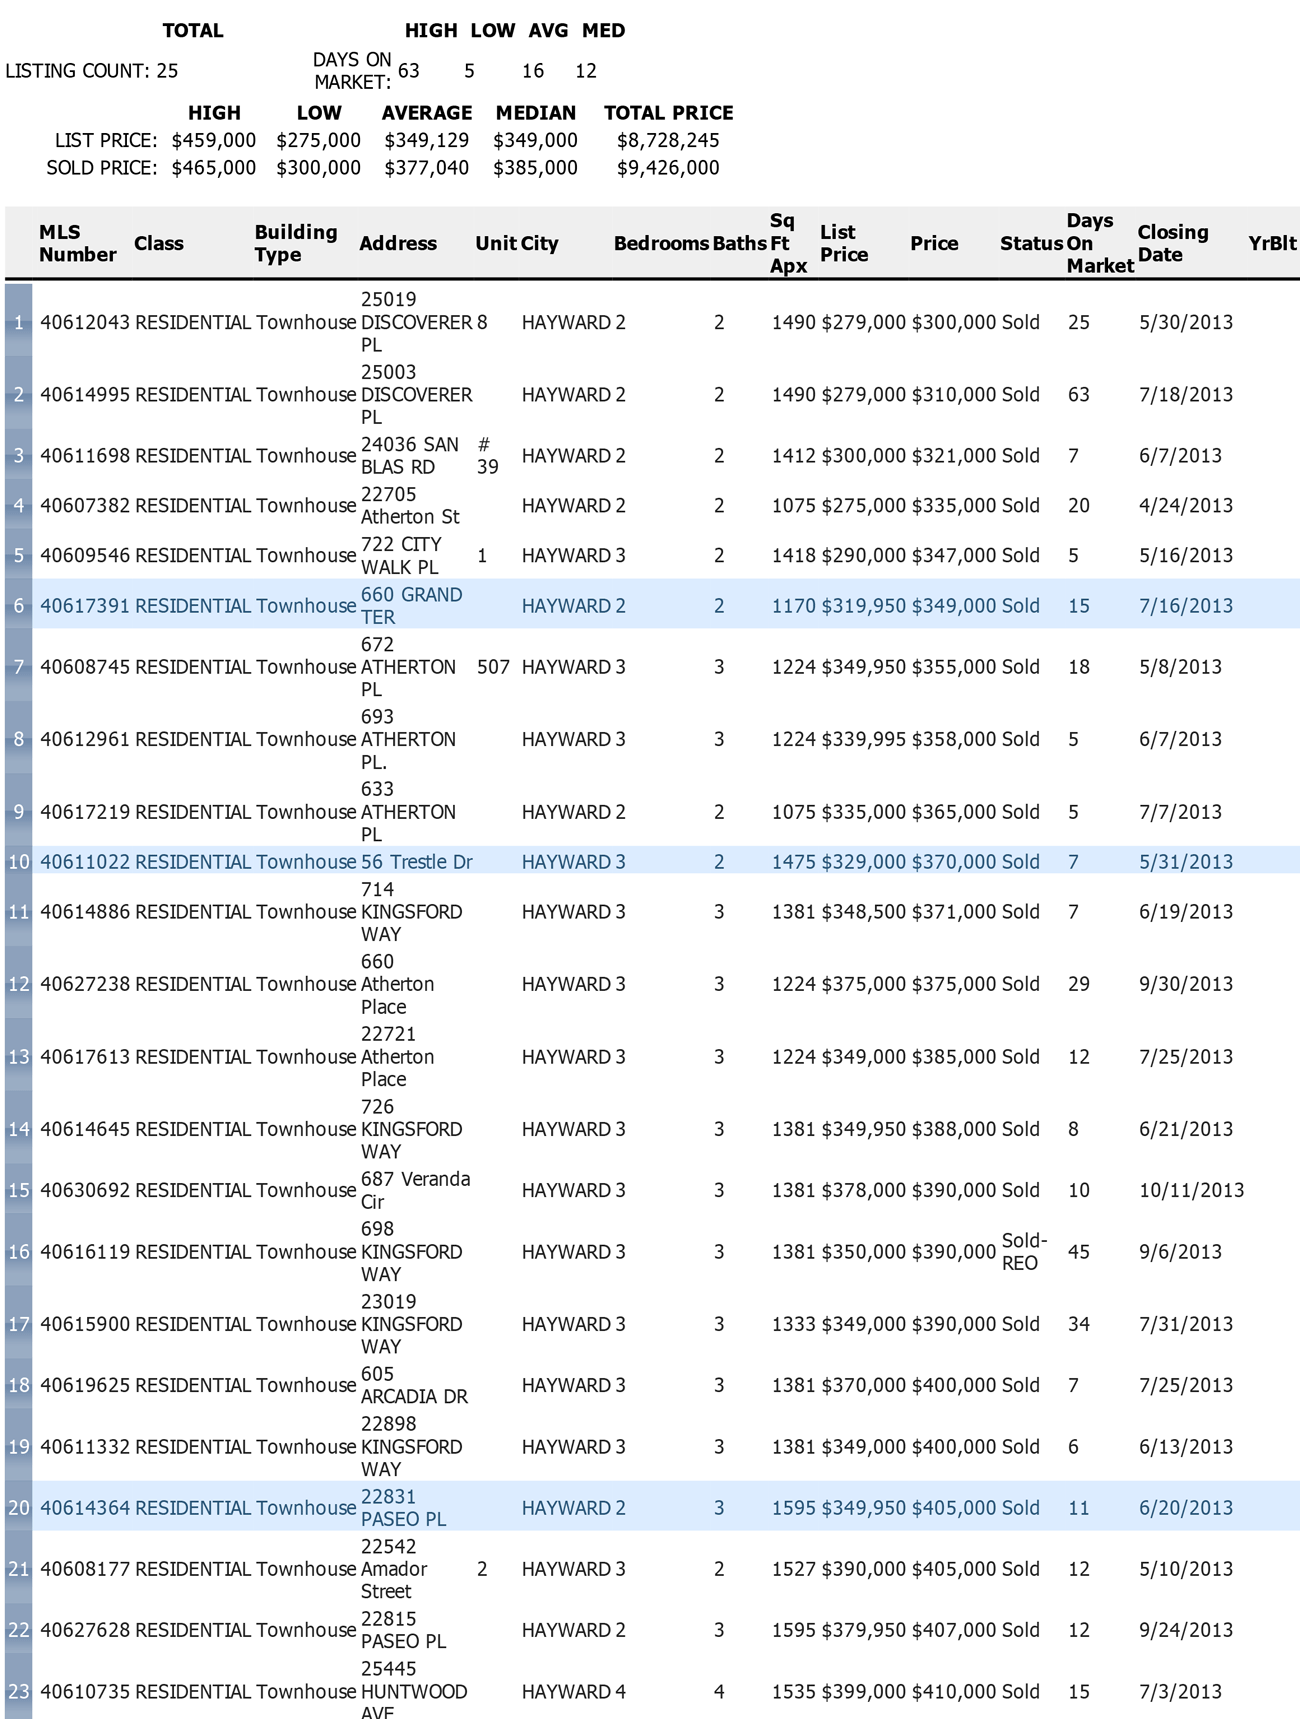 TOTAL HIGH LOW AVG MED
LISTING COUNT: 25 DAYS ON MARKET: 63 5 16 12
HIGH LOW AVERAGE MEDIAN TOTAL PRICE
LIST PRICE: $459,000 $275,000 $349,129 $349,000 $8,728,245
SOLD PRICE: $465,000 $300,000 $377,040 $385,000 $9,426,000
MLS Number Class Building Type Address Unit City Bedrooms Baths Sq Ft Apx List Price Price Status Days On Market Closing Date YrBlt
1 40612043 RESIDENTIAL Townhouse 25019 DISCOVERER PL 8 HAYWARD 2 2 1490 $279,000 $300,000 Sold 25 5/30/2013
2 40614995 RESIDENTIAL Townhouse 25003 DISCOVERER PL HAYWARD 2 2 1490 $279,000 $310,000 Sold 63 7/18/2013
3 40611698 RESIDENTIAL Townhouse 24036 SAN BLAS RD # 39 HAYWARD 2 2 1412 $300,000 $321,000 Sold 7 6/7/2013
4 40607382 RESIDENTIAL Townhouse 22705 Atherton St HAYWARD 2 2 1075 $275,000 $335,000 Sold 20 4/24/2013
5 40609546 RESIDENTIAL Townhouse 722 CITY WALK PL 1 HAYWARD 3 2 1418 $290,000 $347,000 Sold 5 5/16/2013
6 40617391 RESIDENTIAL Townhouse 660 GRAND TER HAYWARD 2 2 1170 $319,950 $349,000 Sold 15 7/16/2013
7 40608745 RESIDENTIAL Townhouse 672 ATHERTON PL 507 HAYWARD 3 3 1224 $349,950 $355,000 Sold 18 5/8/2013
8 40612961 RESIDENTIAL Townhouse 693 ATHERTON PL. HAYWARD 3 3 1224 $339,995 $358,000 Sold 5 6/7/2013
9 40617219 RESIDENTIAL Townhouse 633 ATHERTON PL HAYWARD 2 2 1075 $335,000 $365,000 Sold 5 7/7/2013
10 40611022 RESIDENTIAL Townhouse 56 Trestle Dr HAYWARD 3 2 1475 $329,000 $370,000 Sold 7 5/31/2013
11 40614886 RESIDENTIAL Townhouse 714 KINGSFORD WAY HAYWARD 3 3 1381 $348,500 $371,000 Sold 7 6/19/2013
12 40627238 RESIDENTIAL Townhouse 660 Atherton Place HAYWARD 3 3 1224 $375,000 $375,000 Sold 29 9/30/2013
13 40617613 RESIDENTIAL Townhouse 22721 Atherton Place HAYWARD 3 3 1224 $349,000 $385,000 Sold 12 7/25/2013
14 40614645 RESIDENTIAL Townhouse 726 KINGSFORD WAY HAYWARD 3 3 1381 $349,950 $388,000 Sold 8 6/21/2013
15 40630692 RESIDENTIAL Townhouse 687 Veranda Cir HAYWARD 3 3 1381 $378,000 $390,000 Sold 10 10/11/2013
16 40616119 RESIDENTIAL Townhouse 698 KINGSFORD WAY HAYWARD 3 3 1381 $350,000 $390,000 Sold-REO 45 9/6/2013
17 40615900 RESIDENTIAL Townhouse 23019 KINGSFORD WAY HAYWARD 3 3 1333 $349,000 $390,000 Sold 34 7/31/2013
18 40619625 RESIDENTIAL Townhouse 605 ARCADIA DR HAYWARD 3 3 1381 $370,000 $400,000 Sold 7 7/25/2013
19 40611332 RESIDENTIAL Townhouse 22898 KINGSFORD WAY HAYWARD 3 3 1381 $349,000 $400,000 Sold 6 6/13/2013
20 40614364 RESIDENTIAL Townhouse 22831 PASEO PL HAYWARD 2 3 1595 $349,950 $405,000 Sold 11 6/20/2013
21 40608177 RESIDENTIAL Townhouse 22542 Amador Street 2 HAYWARD 3 2 1527 $390,000 $405,000 Sold 12 5/10/2013
22 40627628 RESIDENTIAL Townhouse 22815 PASEO PL HAYWARD 2 3 1595 $379,950 $407,000 Sold 12 9/24/2013
23 40610735 RESIDENTIAL Townhouse 25445 HUNTWOOD AVE HAYWARD 4 4 1535 $399,000 $410,000 Sold 15 7/3/2013